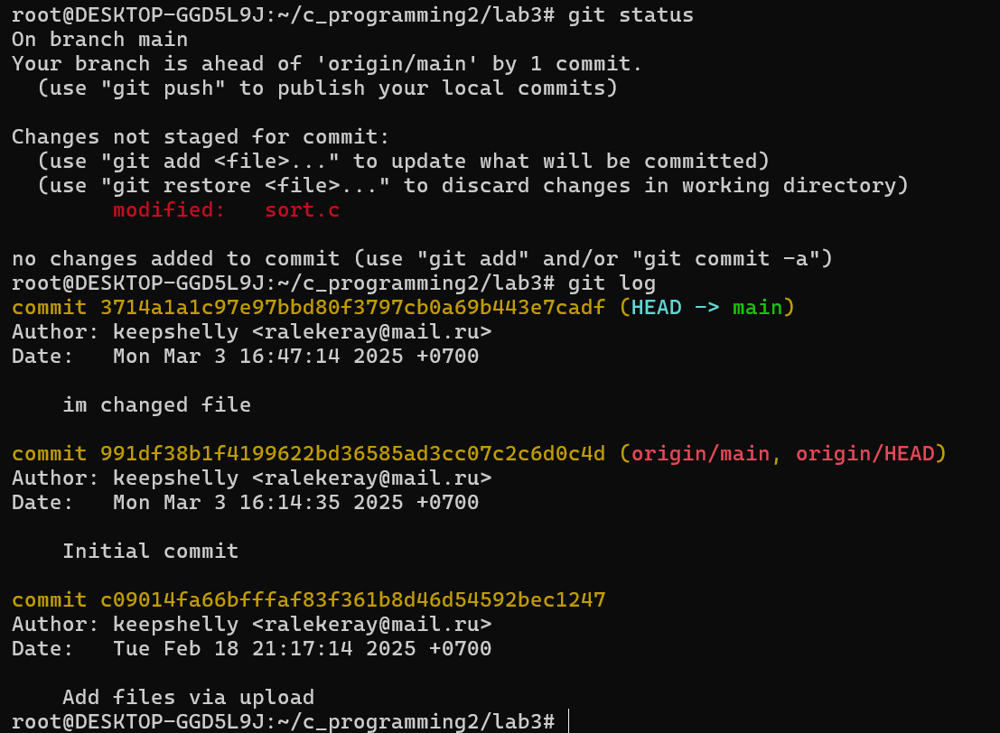 root@DESKTOP-GGD5L9J:~/c_programming2/lab3# git status
On branch main
Your branch is ahead of 'origin/main' by 1 commit.
  (use "git push" to publish your local commits)

Changes not staged for commit:
  (use "git add <file>..." to update what will be committed)
  (use "git restore <file>..." to discard changes in working directory)
        modified:   sort.c

no changes added to commit (use "git add" and/or "git commit -a")
root@DESKTOP-GGD5L9J:~/c_programming2/lab3# git log
commit 3714a1a1c97e97bbd80f3797cb0a69b443e7cadf (HEAD -> main)
Author: keepshelly <ralekeray@mail.ru>
Date:   Mon Mar 3 16:47:14 2025 +0700

    im changed file

commit 991df38b1f4199622bd36585ad3cc07c2c6d0c4d (origin/main, origin/HEAD)
Author: keepshelly <ralekeray@mail.ru>
Date:   Mon Mar 3 16:14:35 2025 +0700

    Initial commit

commit c09014fa66bfffaf83f361b8d46d54592bec1247
Author: keepshelly <ralekeray@mail.ru>
Date:   Tue Feb 18 21:17:14 2025 +0700

    Add files via upload
root@DESKTOP-GGD5L9J:~/c_programming2/lab3#